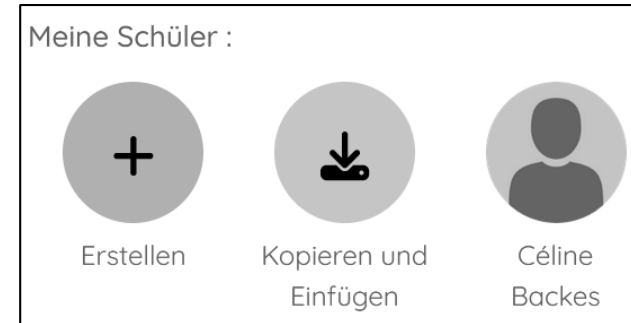 Meine Schüler :
Erstellen
Kopieren und
Einfügen
Céline
Backes